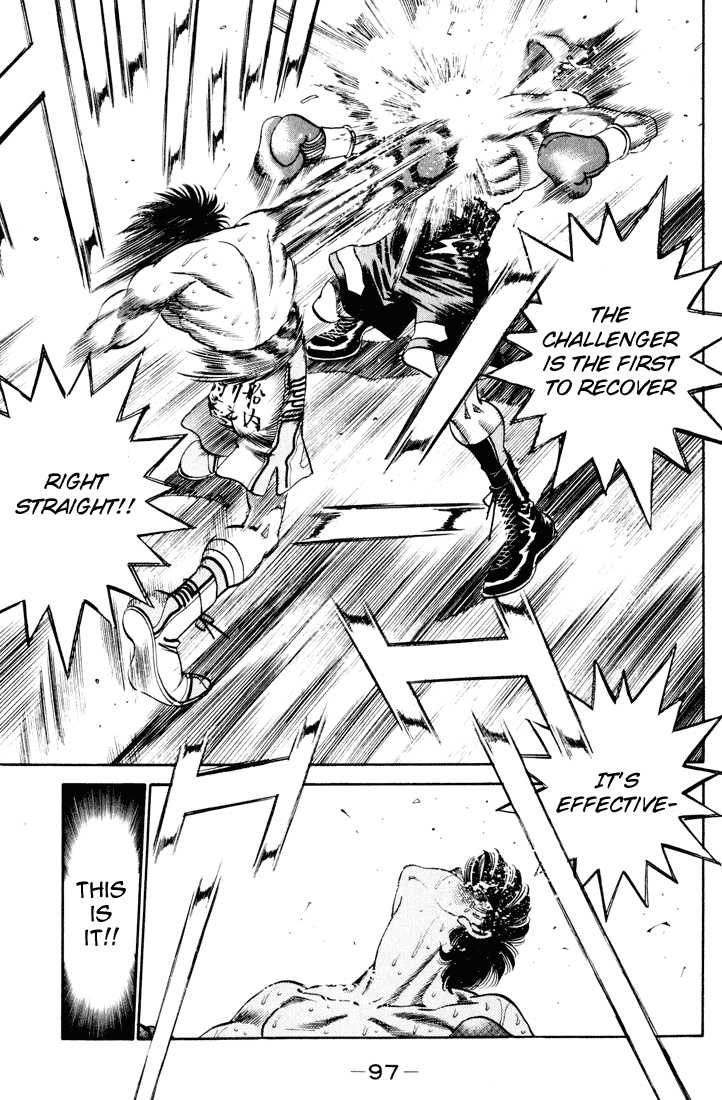 THE
CHALLENGER
IS THE FIRST
TO RECOVER
RIGHT
STRAIGHT!!
IT'S
EFFECTIVE-
THIS
IS
IT!!
—97—